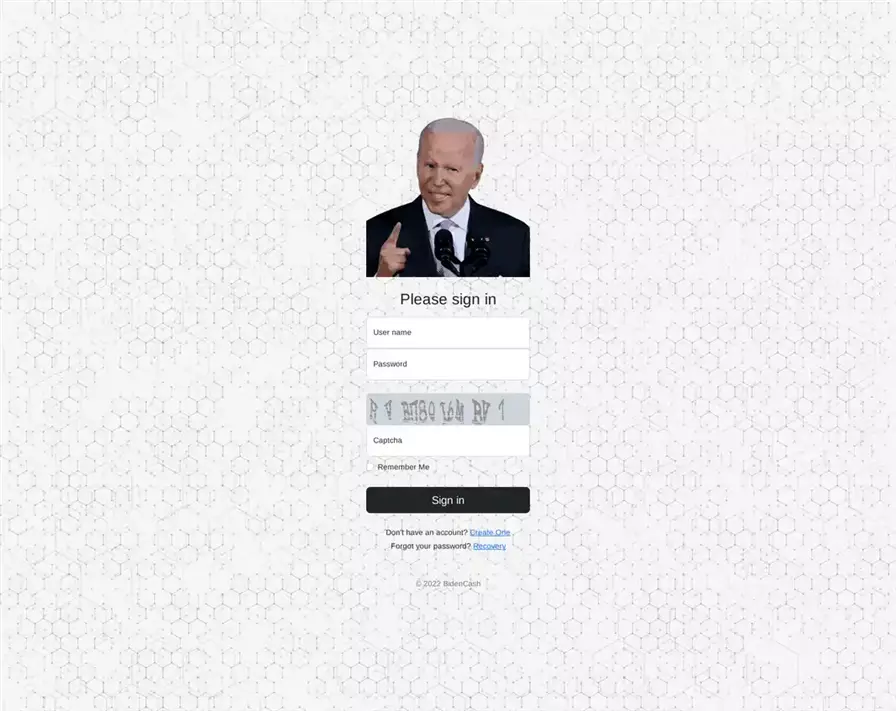 Please sign in
User name
Password
Captcha
Remember Me
Sign in
Don't have an account? Create One
Forgot your password? Recovery
© 2022 BidenCash